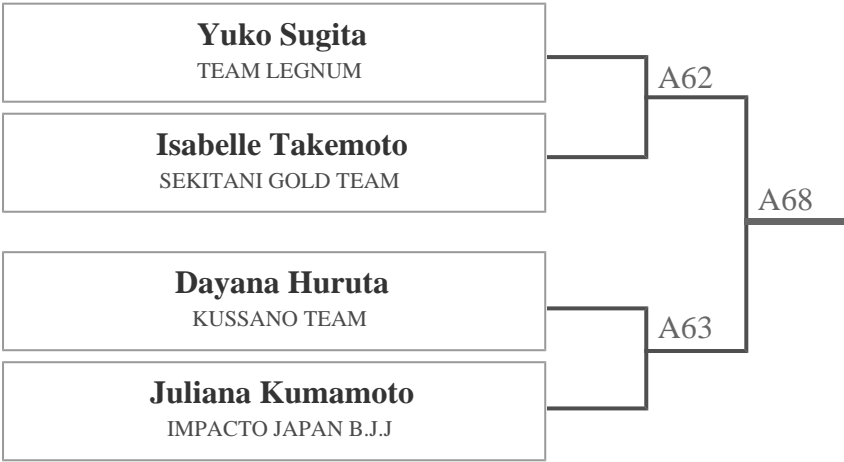 Yuko Sugita
TEAM LEGNUM
A62
Isabelle Takemoto
SEKITANI GOLD TEAM
A68
Dayana Huruta
KUSSANO TEAM
A63
Juliana Kumamoto
IMPACTO JAPAN B.J.J